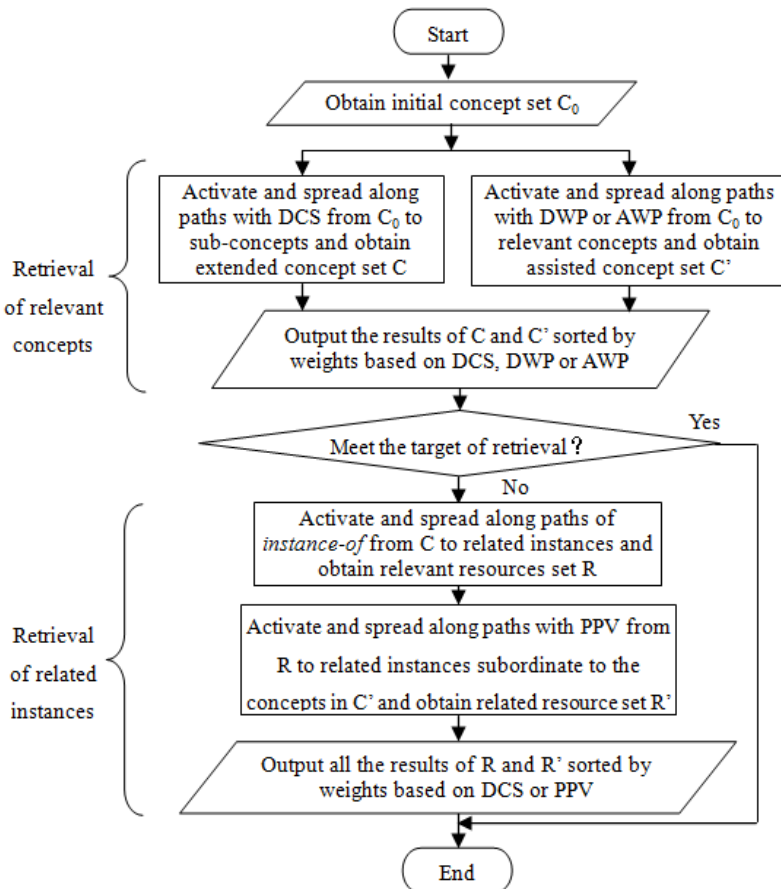 Start
Obtain initial concept set C₀
Retrieval
of relevant
concepts
Activate and spread along
paths with DCS from C₀ to
sub-concepts and obtain
extended concept set C
Activate and spread along paths
with DWP or AWP from C₀ to
relevant concepts and obtain
assisted concept set C’
Output the results of C and C’ sorted by
weights based on DCS, DWP or AWP
Meet the target of retrieval？
Yes
No
Retrieval
of related
instances
Activate and spread along paths of
instance-of from C to related instances and
obtain relevant resources set R
Activate and spread along paths with PPV from
R to related instances subordinate to the
concepts in C’ and obtain related resource set R’
Output all the results of R and R’ sorted by
weights based on DCS or PPV
End